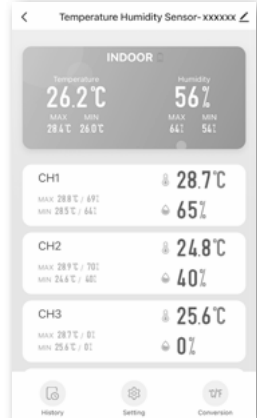 Temperature Humidity Sensor- xxxxxx
INDOOR
Temperature Humidity
26.2℃ 56%
MAX MIN MAX MIN
28.4℃ 26.0℃ 64% 54%
CH1 28.7℃
MAX 28.8℃ / 69%
MIN 28.5℃ / 64% 65%
CH2 24.8℃
MAX 28.9℃ / 70%
MIN 24.6℃ / 40% 40%
CH3 25.6℃
MAX 28.7℃ / 0%
MIN 25.6℃ / 0% 0%
℃/℉
History Setting Conversion